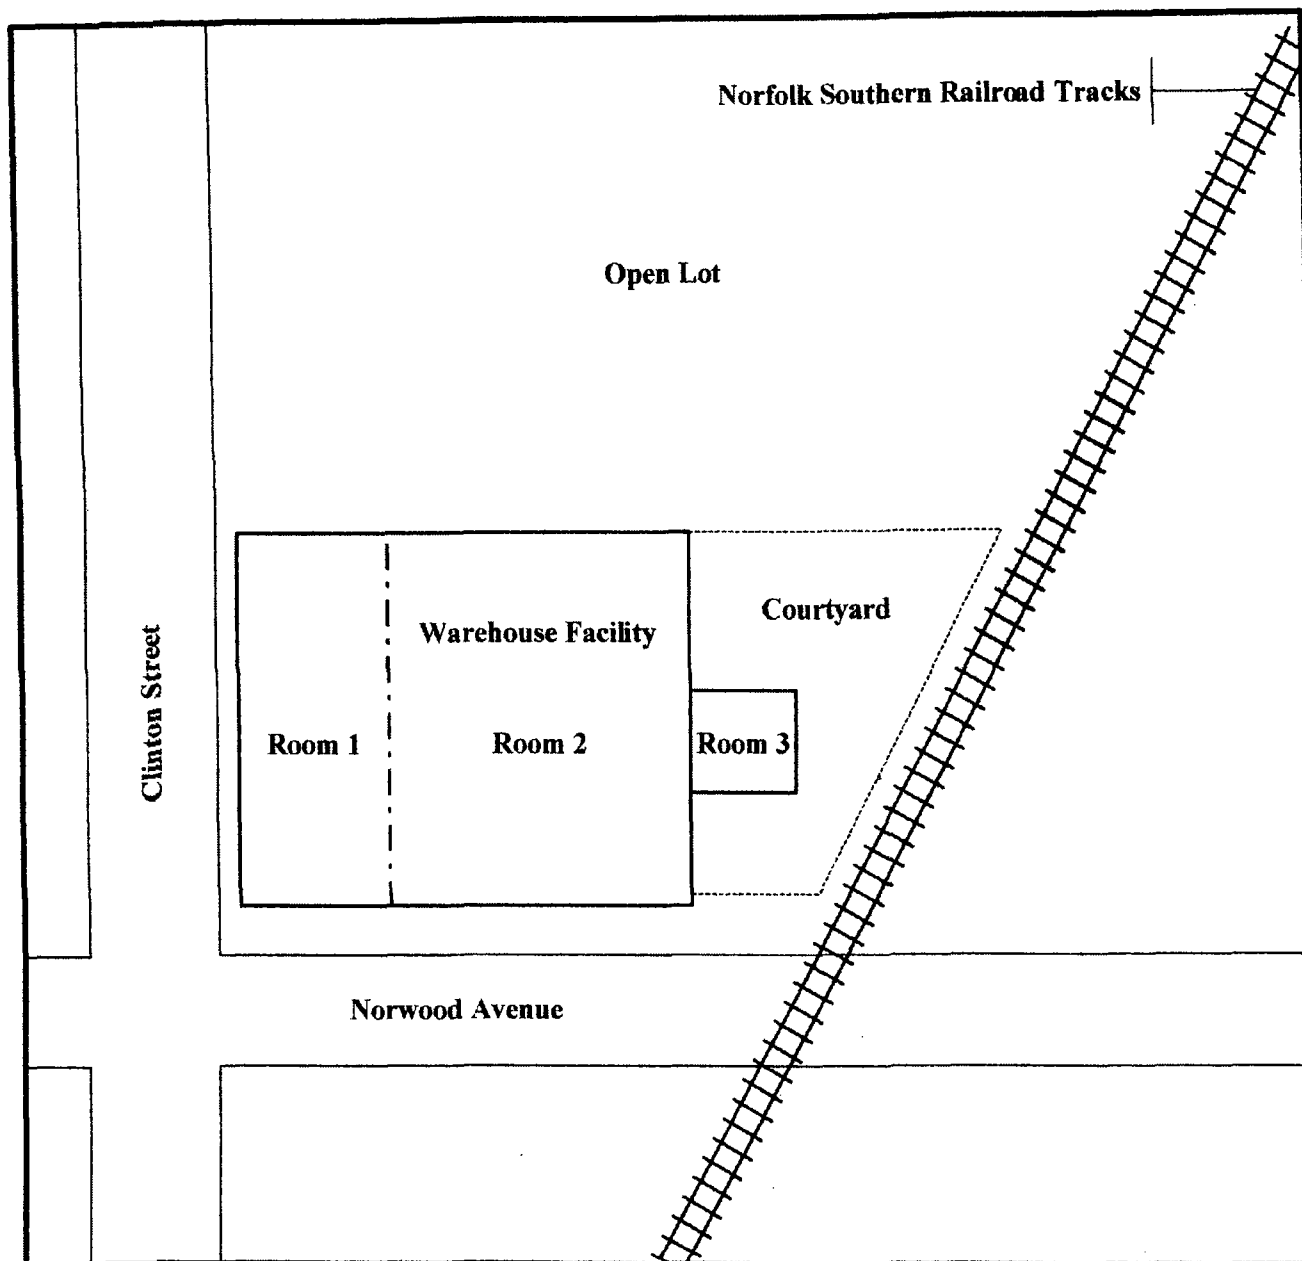 Norfolk Southern Railroad Tracks
Open Lot
Courtyard
Warehouse Facility
Clinton Street
Room 1
Room 2
Room 3
Norwood Avenue